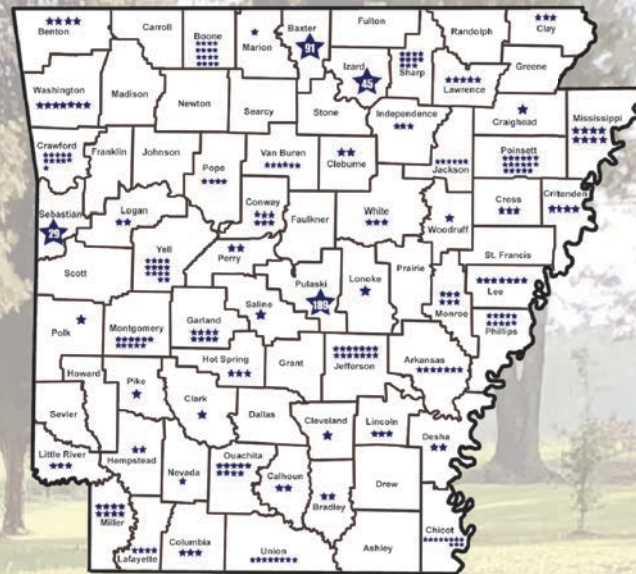 Benton
Carroll
Boone
Marion
Baxter
91
Fulton
Randolph
Clay
Izard
45
Sharp
Lawrence
Greene
Washington
Madison
Newton
Searcy
Stone
Independence
Craighead
Mississippi
Crawford
Franklin
Johnson
Pope
Van Buren
Cleburne
Jackson
Poinsett
Sebastian
29
Logan
Conway
Faulkner
White
Woodruff
Cross
Critenden
Scott
Yell
Perry
Pulaski
189
Lonoke
Prairie
St. Francis
Monroe
Lee
Phillips
Polk
Montgomery
Garland
Saline
Hot Spring
Grant
Jefferson
Arkansas
Howard
Pike
Clark
Dallas
Cleveland
Lincoln
Desha
Sevier
Little River
Hempstead
Nevada
Ouachita
Calhoun
Bradley
Drew
Chicot
Miller
Lafayette
Columbia
Union
Ashley